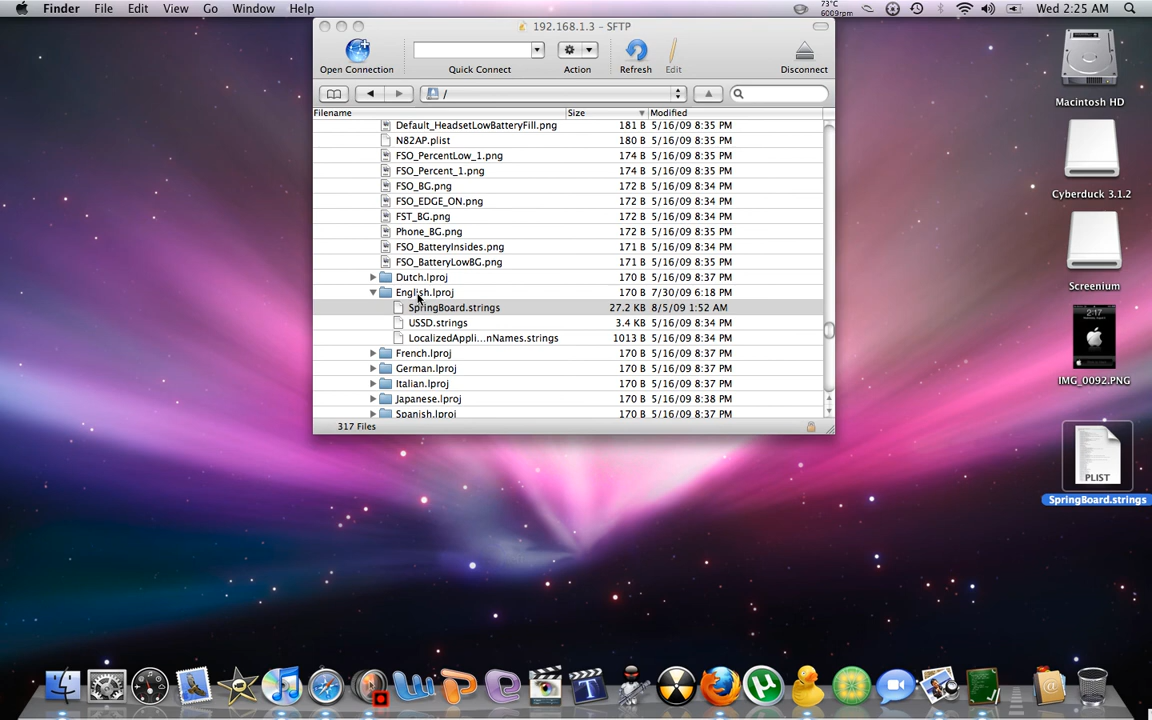 Finder File Edit View Go Window Help 73°C 6009rpm Wed 2:25 AM
192.168.1.3 – SFTP
Open Connection Quick Connect Action Refresh Edit Disconnect
/
Filename Size Modified
Default_HeadsetLowBatteryFill.png 181 B 5/16/09 8:35 PM
N82AP.plist 180 B 5/16/09 8:35 PM
FSO_PercentLow_1.png 174 B 5/16/09 8:35 PM
FSO_Percent_1.png 174 B 5/16/09 8:35 PM
FSO_BG.png 172 B 5/16/09 8:34 PM
FSO_EDGE_ON.png 172 B 5/16/09 8:34 PM
FST_BG.png 172 B 5/16/09 8:34 PM
Phone_BG.png 172 B 5/16/09 8:34 PM
FSO_BatteryInsides.png 171 B 5/16/09 8:34 PM
FSO_BatteryLowBG.png 171 B 5/16/09 8:35 PM
Dutch.lproj 170 B 5/16/09 8:37 PM
English.lproj 170 B 7/30/09 6:18 PM
SpringBoard.strings 27.2 KB 8/5/09 1:52 AM
USSD.strings 3.4 KB 5/16/09 8:34 PM
LocalizedAppli...nNames.strings 1013 B 5/16/09 8:34 PM
French.lproj 170 B 5/16/09 8:37 PM
German.lproj 170 B 5/16/09 8:37 PM
Italian.lproj 170 B 5/16/09 8:37 PM
Japanese.lproj 170 B 5/16/09 8:38 PM
Spanish.lproj 170 B 5/16/09 8:37 PM
317 Files
Macintosh HD
Cyberduck 3.1.2
Screenium
2:17
IMG_0092.PNG
PLIST
SpringBoard.strings